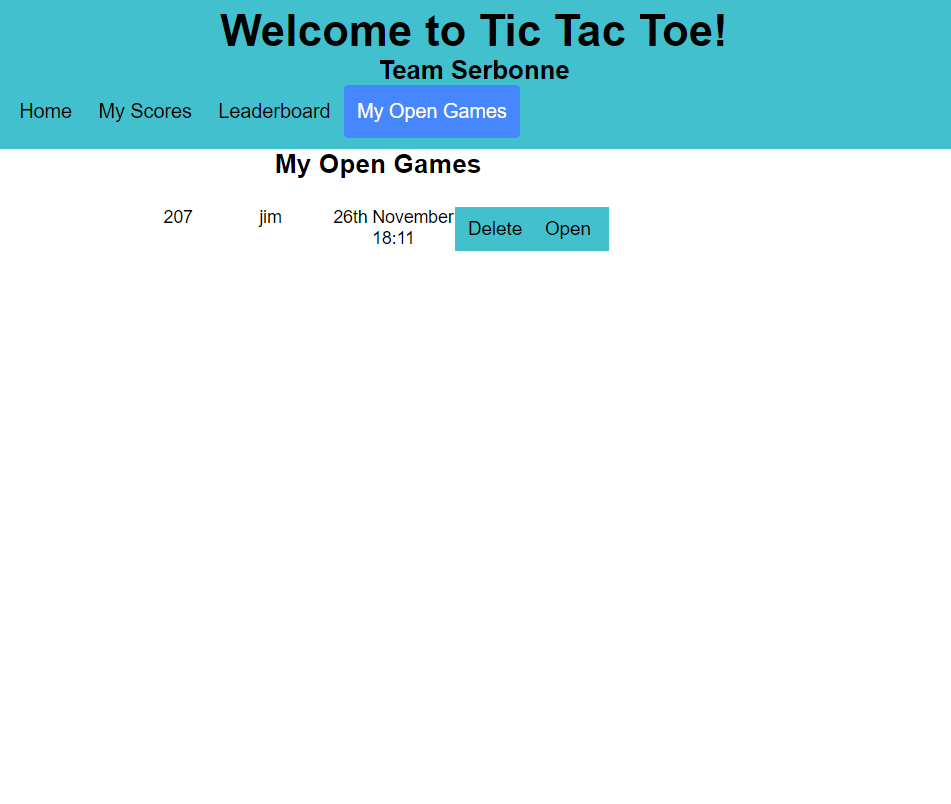 Welcome to Tic Tac Toe!
Team Serbonne
Home My Scores Leaderboard My Open Games
My Open Games
207 jim 26th November Delete Open
18:11